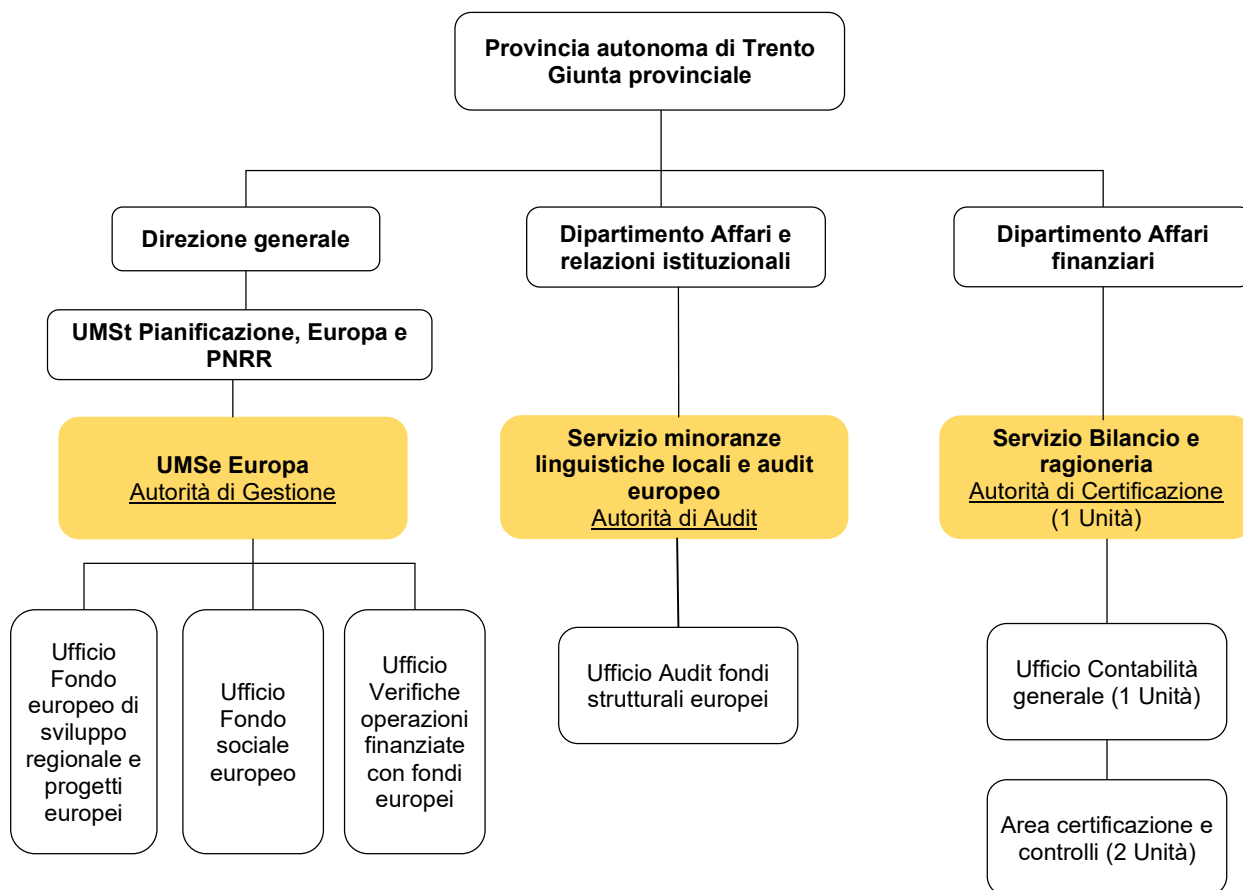 Provincia autonoma di Trento
Giunta provinciale
Direzione generale
Dipartimento Affari e
relazioni istituzionali
Dipartimento Affari
finanziari
UMSt Pianificazione, Europa e
PNRR
UMSe Europa
Autorità di Gestione
Servizio minoranze
linguistiche locali e audit
europeo
Autorità di Audit
Servizio Bilancio e
ragioneria
Autorità di Certificazione
(1 Unità)
Ufficio
Fondo
europeo di
sviluppo
regionale e
progetti
europei
Ufficio
Fondo
sociale
europeo
Ufficio
Verifiche
operazioni
finanziate
con fondi
europei
Ufficio Audit fondi
strutturali europei
Ufficio Contabilità
generale (1 Unità)
Area certificazione e
controlli (2 Unità)